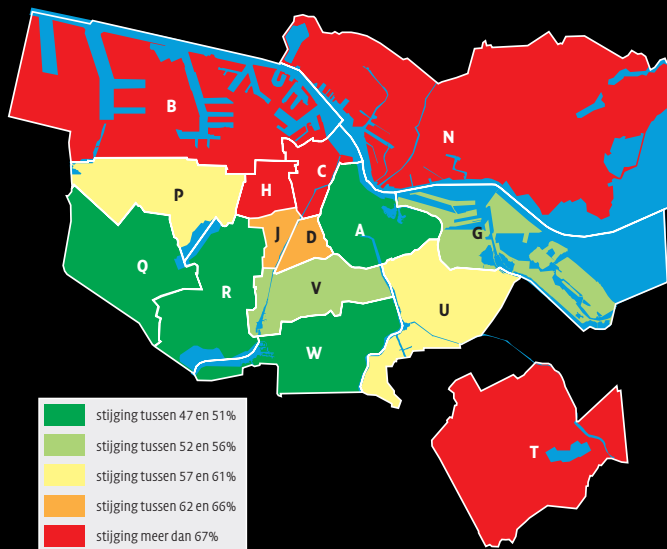 B
N
C
H
P
J
D
A
G
Q
R
V
U
W
T
stijging tussen 47 en 51%
stijging tussen 52 en 56%
stijging tussen 57 en 61%
stijging tussen 62 en 66%
stijging meer dan 67%